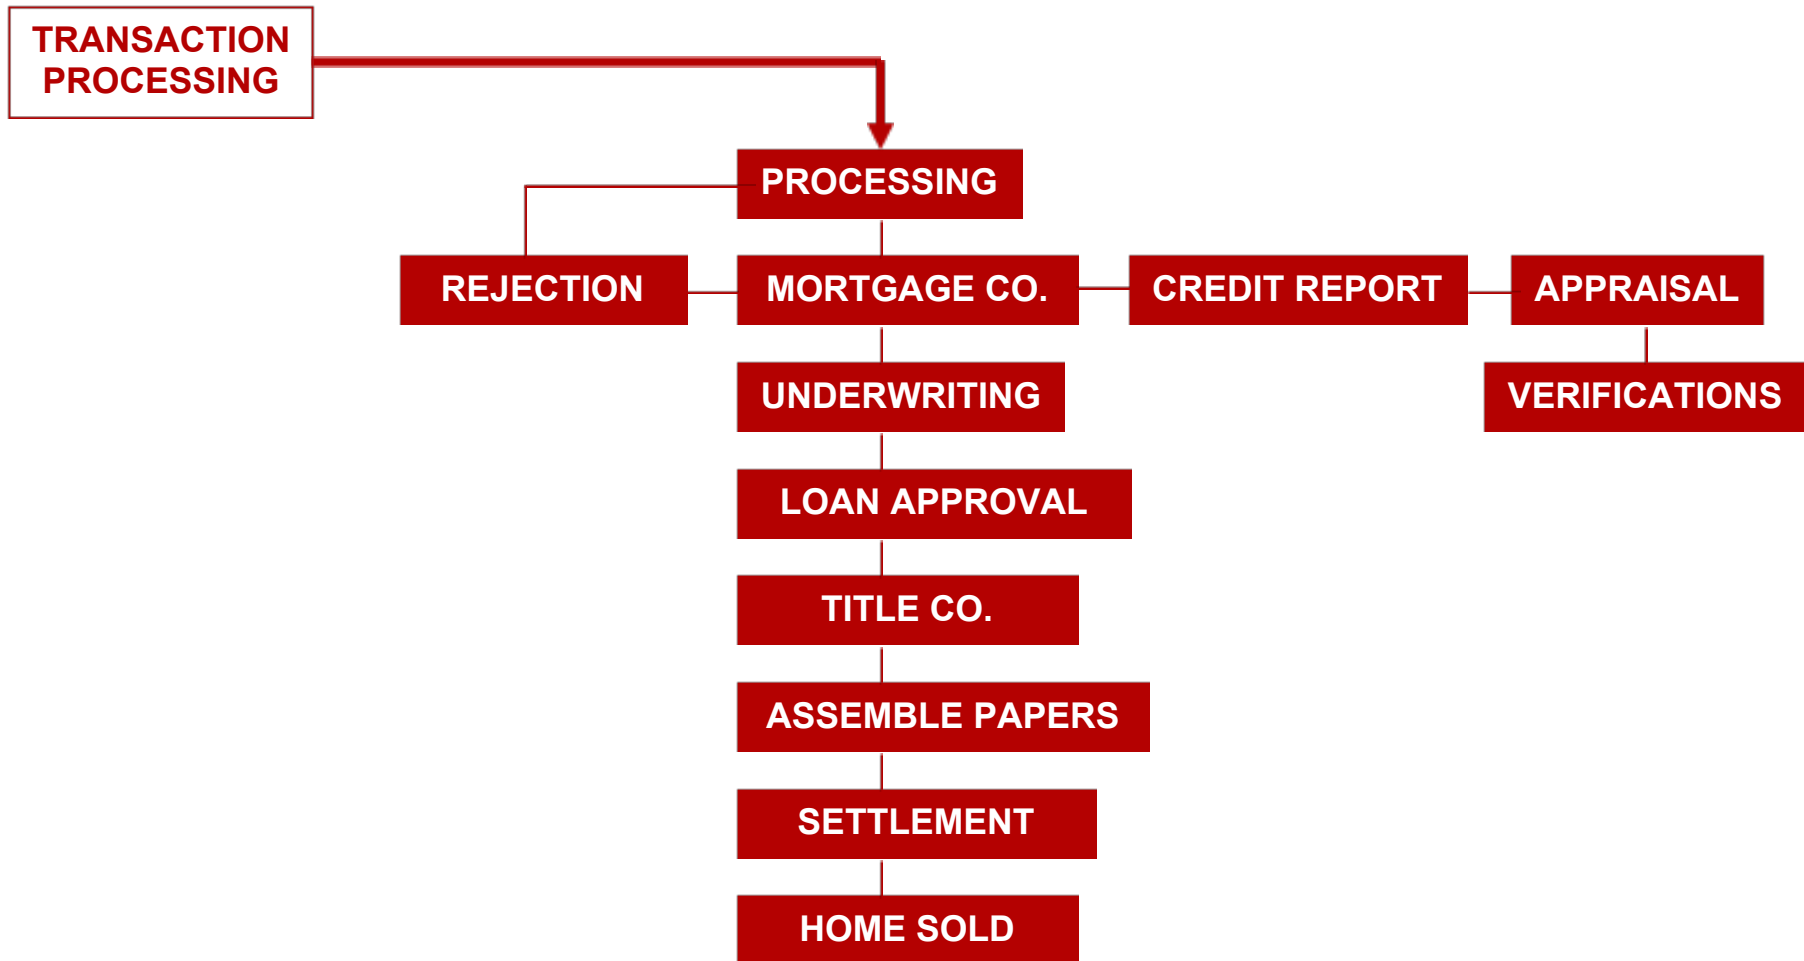 TRANSACTION
PROCESSING
PROCESSING
REJECTION
MORTGAGE CO.
CREDIT REPORT
APPRAISAL
UNDERWRITING
VERIFICATIONS
LOAN APPROVAL
TITLE CO.
ASSEMBLE PAPERS
SETTLEMENT
HOME SOLD